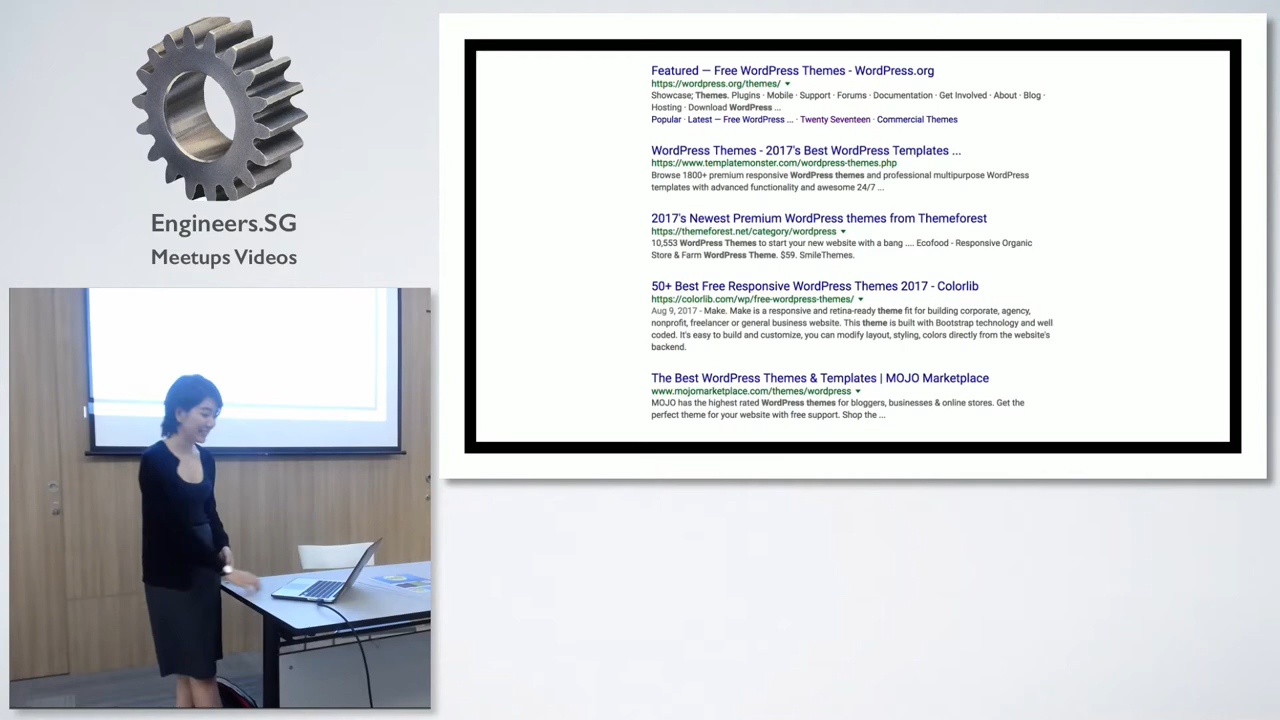 Engineers.SG
Meetups Videos
Featured — Free WordPress Themes - WordPress.org
https://wordpress.org/themes/
Showcase; Themes. Plugins · Mobile · Support · Forums · Documentation · Get Involved · About · Blog ·
Hosting · Download WordPress ...
Popular · Latest — Free WordPress ... · Twenty Seventeen · Commercial Themes
WordPress Themes - 2017's Best WordPress Templates ...
https://www.templatemonster.com/wordpress-themes.php
Browse 1800+ premium responsive WordPress themes and professional multipurpose WordPress
templates with advanced functionality and awesome 24/7 ...
2017's Newest Premium WordPress themes from Themeforest
https://themeforest.net/category/wordpress
10,553 WordPress Themes to start your new website with a bang .... Ecofood - Responsive Organic
Store & Farm WordPress Theme. $59. SmileThemes.
50+ Best Free Responsive WordPress Themes 2017 - Colorlib
https://colorlib.com/wp/free-wordpress-themes/
Aug 9, 2017 - Make. Make is a responsive and retina-ready theme fit for building corporate, agency,
nonprofit, freelancer or general business website. This theme is built with Bootstrap technology and well
coded. It's easy to build and customize, you can modify layout, styling, colors directly from the website's
backend.
The Best WordPress Themes & Templates | MOJO Marketplace
www.mojomarketplace.com/themes/wordpress
MOJO has the highest rated WordPress themes for bloggers, businesses & online stores. Get the
perfect theme for your website with free support. Shop the ...